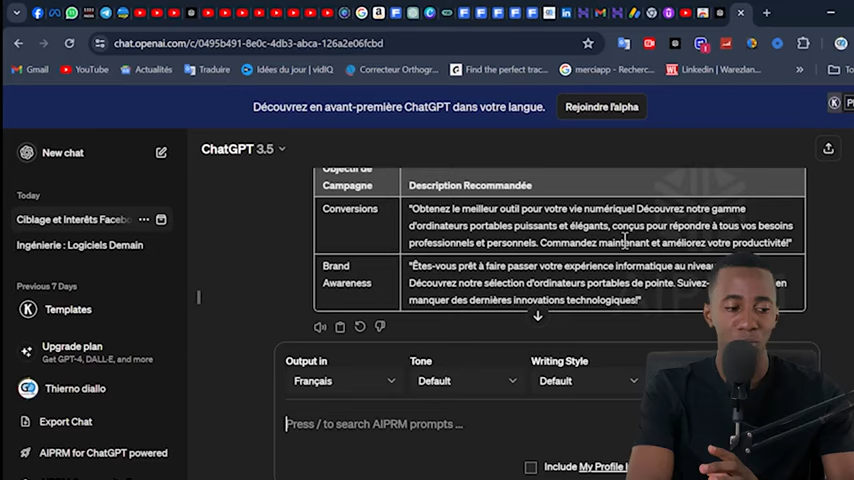 chat.openai.com/c/0495b491-8e0c-4db3-abca-126a2e06fcbd
Gmail
YouTube
Actualités
Traduire
Idées du jour | vidIQ
Correcteur Orthogr...
Find the perfect trac...
merciapp - Recherc...
Linkedin | Warezlan...
»
To
Découvrez en avant-première ChatGPT dans votre langue.
Rejoindre l'alpha
New chat
ChatGPT 3.5
Today
Ciblage et Intérêts Facebo
Ingénierie : Logiciels Demain
Previous 7 Days
Templates
Upgrade plan
Get GPT-4, DALL-E, and more
Thierno diallo
Export Chat
AIPRM for ChatGPT powered
Objectif de
Campagne
Description Recommandée
Conversions
"Obtenez le meilleur outil pour votre vie numérique! Découvrez notre gamme
d'ordinateurs portables puissants et élégants, conçus pour répondre à tous vos besoins
professionnels et personnels. Commandez maintenant et améliorez votre productivité!"
Brand
Awareness
"Êtes-vous prêt à faire passer votre expérience informatique au niveau
Découvrez notre sélection d'ordinateurs portables de pointe. Suivez- en
manquer des dernières innovations technologiques!"
Output in
Tone
Writing Style
Français
Default
Default
Press / to search AIPRM prompts ...
Include My Profile